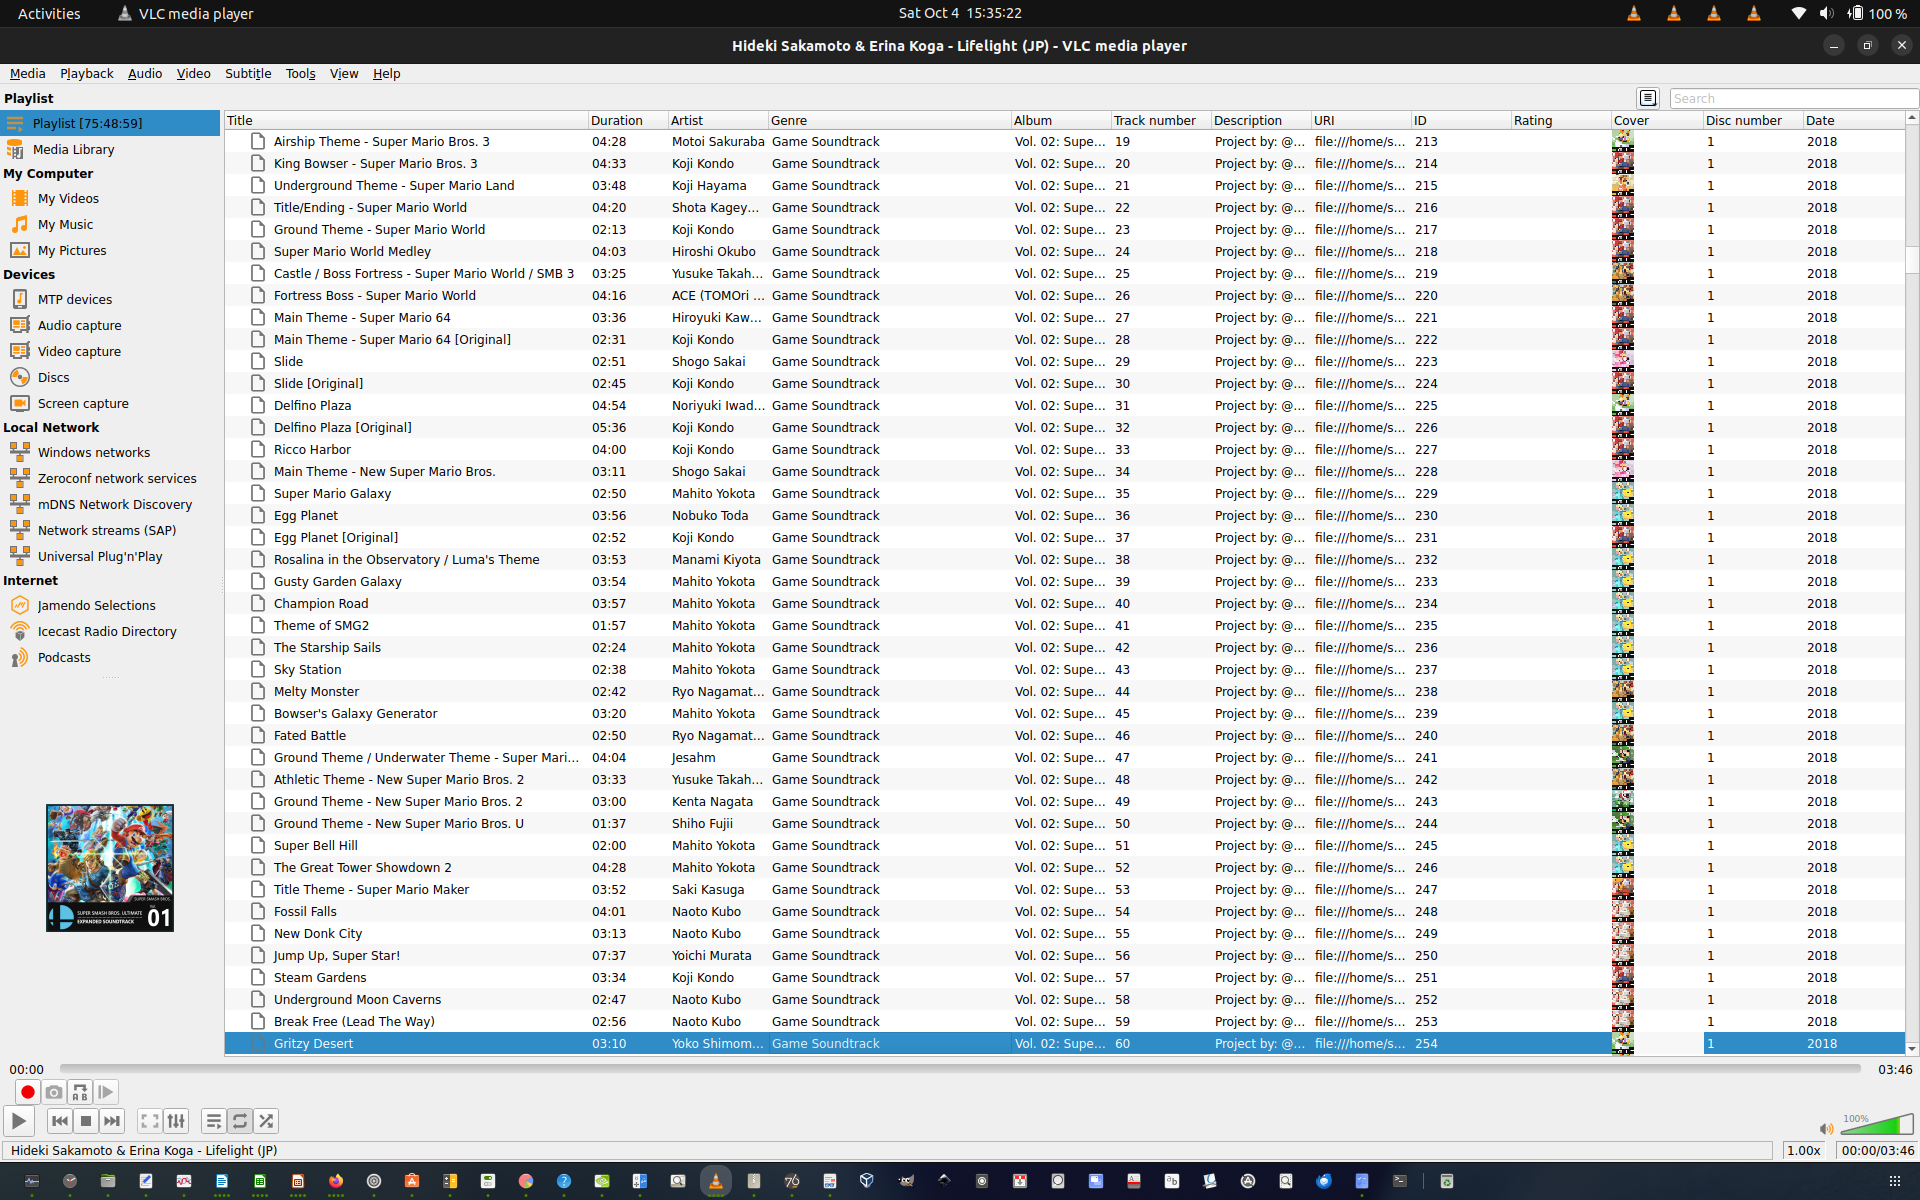 Activities VLC media player Sat Oct 4 15:35:22 100 %
Hideki Sakamoto & Erina Koga - Lifelight (JP) - VLC media player
Media Playback Audio Video Subtitle Tools View Help
Playlist
Search
Playlist [75:48:59]
Media Library
My Computer
My Videos
My Music
My Pictures
Devices
MTP devices
Audio capture
Video capture
Discs
Screen capture
Local Network
Windows networks
Zeroconf network services
mDNS Network Discovery
Network streams (SAP)
Universal Plug'n'Play
Internet
Jamendo Selections
Icecast Radio Directory
Podcasts
SUPER SMASH BROS. ULTIMATE
EXPANDED SOUNDTRACK
01
Title Duration Artist Genre Album Track number Description URI ID Rating Cover Disc number Date
Airship Theme - Super Mario Bros. 3 04:28 Motoi Sakuraba Game Soundtrack Vol. 02: Supe... 19 Project by: @... file:///home/s... 213 1 2018
King Bowser - Super Mario Bros. 3 04:33 Koji Kondo Game Soundtrack Vol. 02: Supe... 20 Project by: @... file:///home/s... 214 1 2018
Underground Theme - Super Mario Land 03:48 Koji Hayama Game Soundtrack Vol. 02: Supe... 21 Project by: @... file:///home/s... 215 1 2018
Title/Ending - Super Mario World 04:20 Shota Kagey... Game Soundtrack Vol. 02: Supe... 22 Project by: @... file:///home/s... 216 1 2018
Ground Theme - Super Mario World 02:13 Koji Kondo Game Soundtrack Vol. 02: Supe... 23 Project by: @... file:///home/s... 217 1 2018
Super Mario World Medley 04:03 Hiroshi Okubo Game Soundtrack Vol. 02: Supe... 24 Project by: @... file:///home/s... 218 1 2018
Castle / Boss Fortress - Super Mario World / SMB 3 03:25 Yusuke Takah... Game Soundtrack Vol. 02: Supe... 25 Project by: @... file:///home/s... 219 1 2018
Fortress Boss - Super Mario World 04:16 ACE (TOMOri ... Game Soundtrack Vol. 02: Supe... 26 Project by: @... file:///home/s... 220 1 2018
Main Theme - Super Mario 64 03:36 Hiroyuki Kaw... Game Soundtrack Vol. 02: Supe... 27 Project by: @... file:///home/s... 221 1 2018
Main Theme - Super Mario 64 [Original] 02:31 Koji Kondo Game Soundtrack Vol. 02: Supe... 28 Project by: @... file:///home/s... 222 1 2018
Slide 02:51 Shogo Sakai Game Soundtrack Vol. 02: Supe... 29 Project by: @... file:///home/s... 223 1 2018
Slide [Original] 02:45 Koji Kondo Game Soundtrack Vol. 02: Supe... 30 Project by: @... file:///home/s... 224 1 2018
Delfino Plaza 04:54 Noriyuki Iwad... Game Soundtrack Vol. 02: Supe... 31 Project by: @... file:///home/s... 225 1 2018
Delfino Plaza [Original] 05:36 Koji Kondo Game Soundtrack Vol. 02: Supe... 32 Project by: @... file:///home/s... 226 1 2018
Ricco Harbor 04:00 Koji Kondo Game Soundtrack Vol. 02: Supe... 33 Project by: @... file:///home/s... 227 1 2018
Main Theme - New Super Mario Bros. 03:11 Shogo Sakai Game Soundtrack Vol. 02: Supe... 34 Project by: @... file:///home/s... 228 1 2018
Super Mario Galaxy 02:50 Mahito Yokota Game Soundtrack Vol. 02: Supe... 35 Project by: @... file:///home/s... 229 1 2018
Egg Planet 03:56 Nobuko Toda Game Soundtrack Vol. 02: Supe... 36 Project by: @... file:///home/s... 230 1 2018
Egg Planet [Original] 02:52 Koji Kondo Game Soundtrack Vol. 02: Supe... 37 Project by: @... file:///home/s... 231 1 2018
Rosalina in the Observatory / Luma's Theme 03:53 Manami Kiyota Game Soundtrack Vol. 02: Supe... 38 Project by: @... file:///home/s... 232 1 2018
Gusty Garden Galaxy 03:54 Mahito Yokota Game Soundtrack Vol. 02: Supe... 39 Project by: @... file:///home/s... 233 1 2018
Champion Road 03:57 Mahito Yokota Game Soundtrack Vol. 02: Supe... 40 Project by: @... file:///home/s... 234 1 2018
Theme of SMG2 01:57 Mahito Yokota Game Soundtrack Vol. 02: Supe... 41 Project by: @... file:///home/s... 235 1 2018
The Starship Sails 02:24 Mahito Yokota Game Soundtrack Vol. 02: Supe... 42 Project by: @... file:///home/s... 236 1 2018
Sky Station 02:38 Mahito Yokota Game Soundtrack Vol. 02: Supe... 43 Project by: @... file:///home/s... 237 1 2018
Melty Monster 02:42 Ryo Nagamat... Game Soundtrack Vol. 02: Supe... 44 Project by: @... file:///home/s... 238 1 2018
Bowser's Galaxy Generator 03:20 Mahito Yokota Game Soundtrack Vol. 02: Supe... 45 Project by: @... file:///home/s... 239 1 2018
Fated Battle 02:50 Ryo Nagamat... Game Soundtrack Vol. 02: Supe... 46 Project by: @... file:///home/s... 240 1 2018
Ground Theme / Underwater Theme - Super Mari... 04:04 Jesahm Game Soundtrack Vol. 02: Supe... 47 Project by: @... file:///home/s... 241 1 2018
Athletic Theme - New Super Mario Bros. 2 03:33 Yusuke Takah... Game Soundtrack Vol. 02: Supe... 48 Project by: @... file:///home/s... 242 1 2018
Ground Theme - New Super Mario Bros. 2 03:00 Kenta Nagata Game Soundtrack Vol. 02: Supe... 49 Project by: @... file:///home/s... 243 1 2018
Ground Theme - New Super Mario Bros. U 01:37 Shiho Fujii Game Soundtrack Vol. 02: Supe... 50 Project by: @... file:///home/s... 244 1 2018
Super Bell Hill 02:00 Mahito Yokota Game Soundtrack Vol. 02: Supe... 51 Project by: @... file:///home/s... 245 1 2018
The Great Tower Showdown 2 04:28 Mahito Yokota Game Soundtrack Vol. 02: Supe... 52 Project by: @... file:///home/s... 246 1 2018
Title Theme - Super Mario Maker 03:52 Saki Kasuga Game Soundtrack Vol. 02: Supe... 53 Project by: @... file:///home/s... 247 1 2018
Fossil Falls 04:01 Naoto Kubo Game Soundtrack Vol. 02: Supe... 54 Project by: @... file:///home/s... 248 1 2018
New Donk City 03:13 Naoto Kubo Game Soundtrack Vol. 02: Supe... 55 Project by: @... file:///home/s... 249 1 2018
Jump Up, Super Star! 07:37 Yoichi Murata Game Soundtrack Vol. 02: Supe... 56 Project by: @... file:///home/s... 250 1 2018
Steam Gardens 03:34 Koji Kondo Game Soundtrack Vol. 02: Supe... 57 Project by: @... file:///home/s... 251 1 2018
Underground Moon Caverns 02:47 Naoto Kubo Game Soundtrack Vol. 02: Supe... 58 Project by: @... file:///home/s... 252 1 2018
Break Free (Lead The Way) 02:56 Naoto Kubo Game Soundtrack Vol. 02: Supe... 59 Project by: @... file:///home/s... 253 1 2018
Gritzy Desert 03:10 Yoko Shimom... Game Soundtrack Vol. 02: Supe... 60 Project by: @... file:///home/s... 254 1 2018
00:00 03:46
100%
Hideki Sakamoto & Erina Koga - Lifelight (JP) 1.00x 00:00/03:46